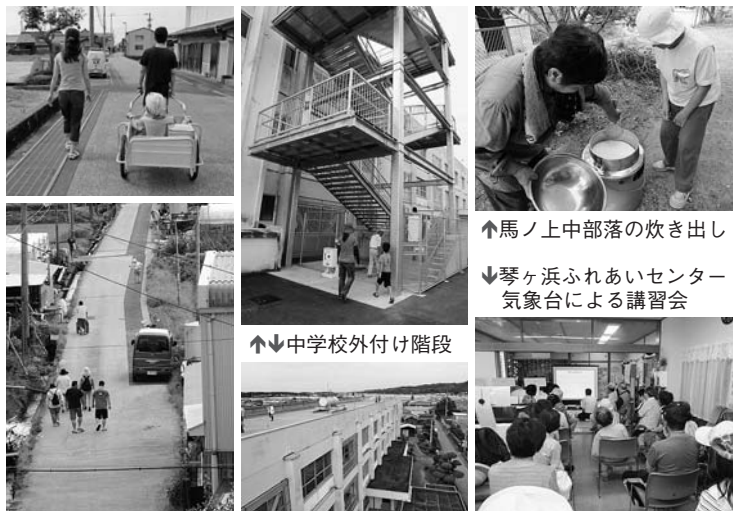 ↑馬ノ上中部落の炊き出し
↓琴ヶ浜ふれあいセンター
気象台による講習会
↑↓中学校外付け階段